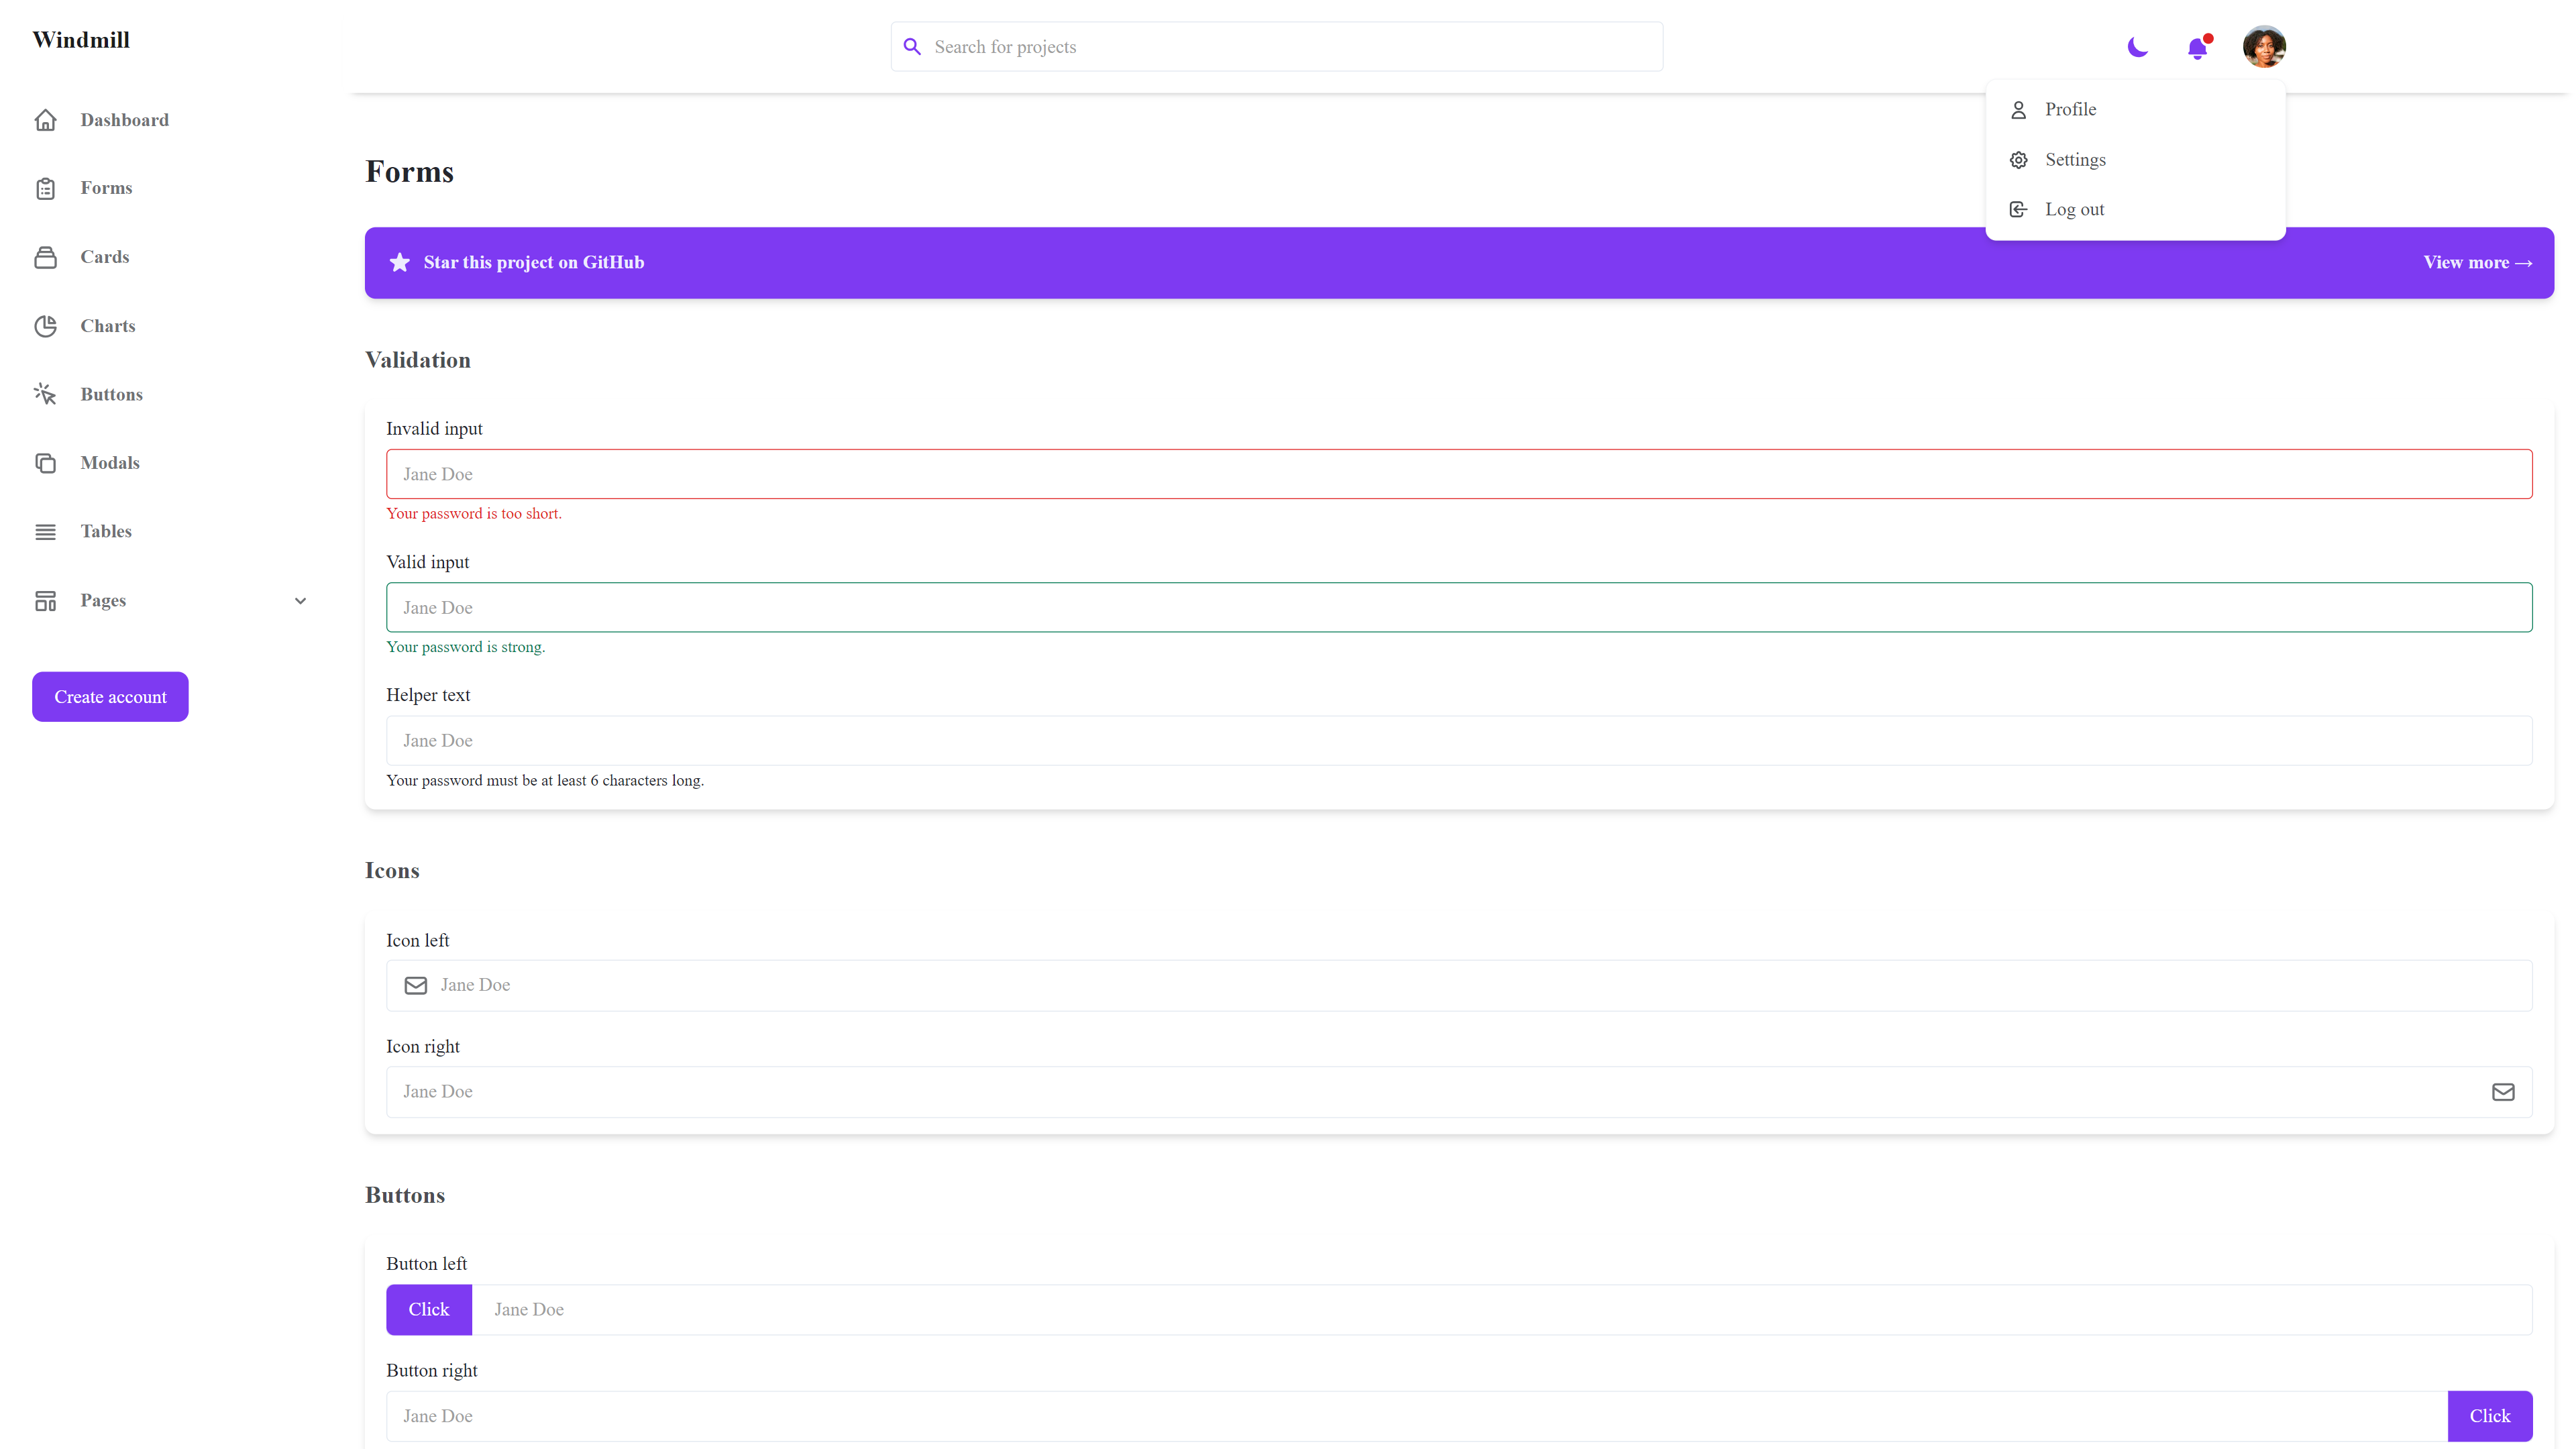 Windmill
Search for projects
Dashboard
Forms
Cards
Charts
Buttons
Modals
Tables
Pages
Create account
Profile
Settings
Log out
Forms
Star this project on GitHub
View more →
Validation
Invalid input
Jane Doe
Your password is too short.
Valid input
Jane Doe
Your password is strong.
Helper text
Jane Doe
Your password must be at least 6 characters long.
Icons
Icon left
Jane Doe
Icon right
Jane Doe
Buttons
Button left
Click
Jane Doe
Button right
Jane Doe
Click